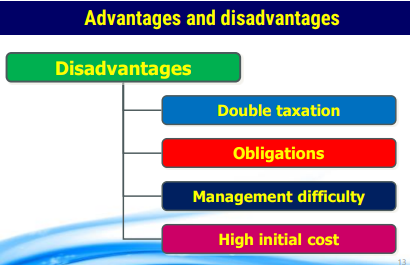 Advantages and disadvantages
Disadvantages
Double taxation
Obligations
Management difficulty
High initial cost
13